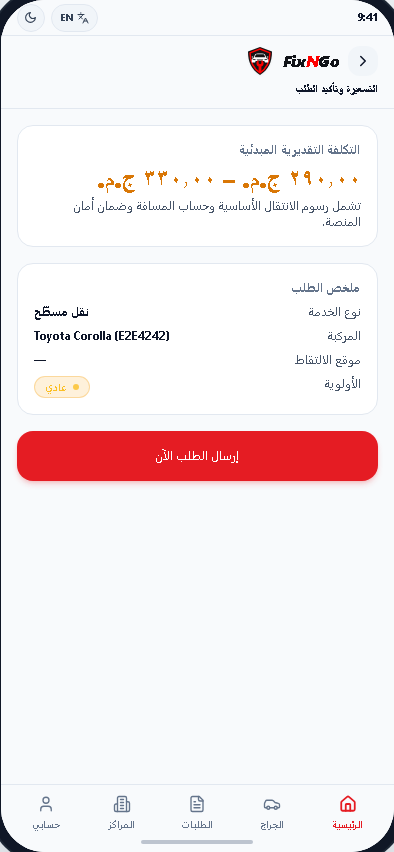 9:41
EN
FixNGo
التسعيرة وتأكيد الطلب
التكلفة التقديرية المبدئية
٢٩٠٫٠٠ ج.م. – ٣٣٠٫٠٠ ج.م.
تشمل رسوم الانتقال الأساسية وحساب المسافة وضمان أمان
المنصة.
ملخص الطلب
نوع الخدمة نقل مسطّح
المركبة Toyota Corolla (E2E4242)
موقع الالتقاط —
الأولوية عادي
إرسال الطلب الآن
الرئيسية الجراج الطلبات المراكز حسابي